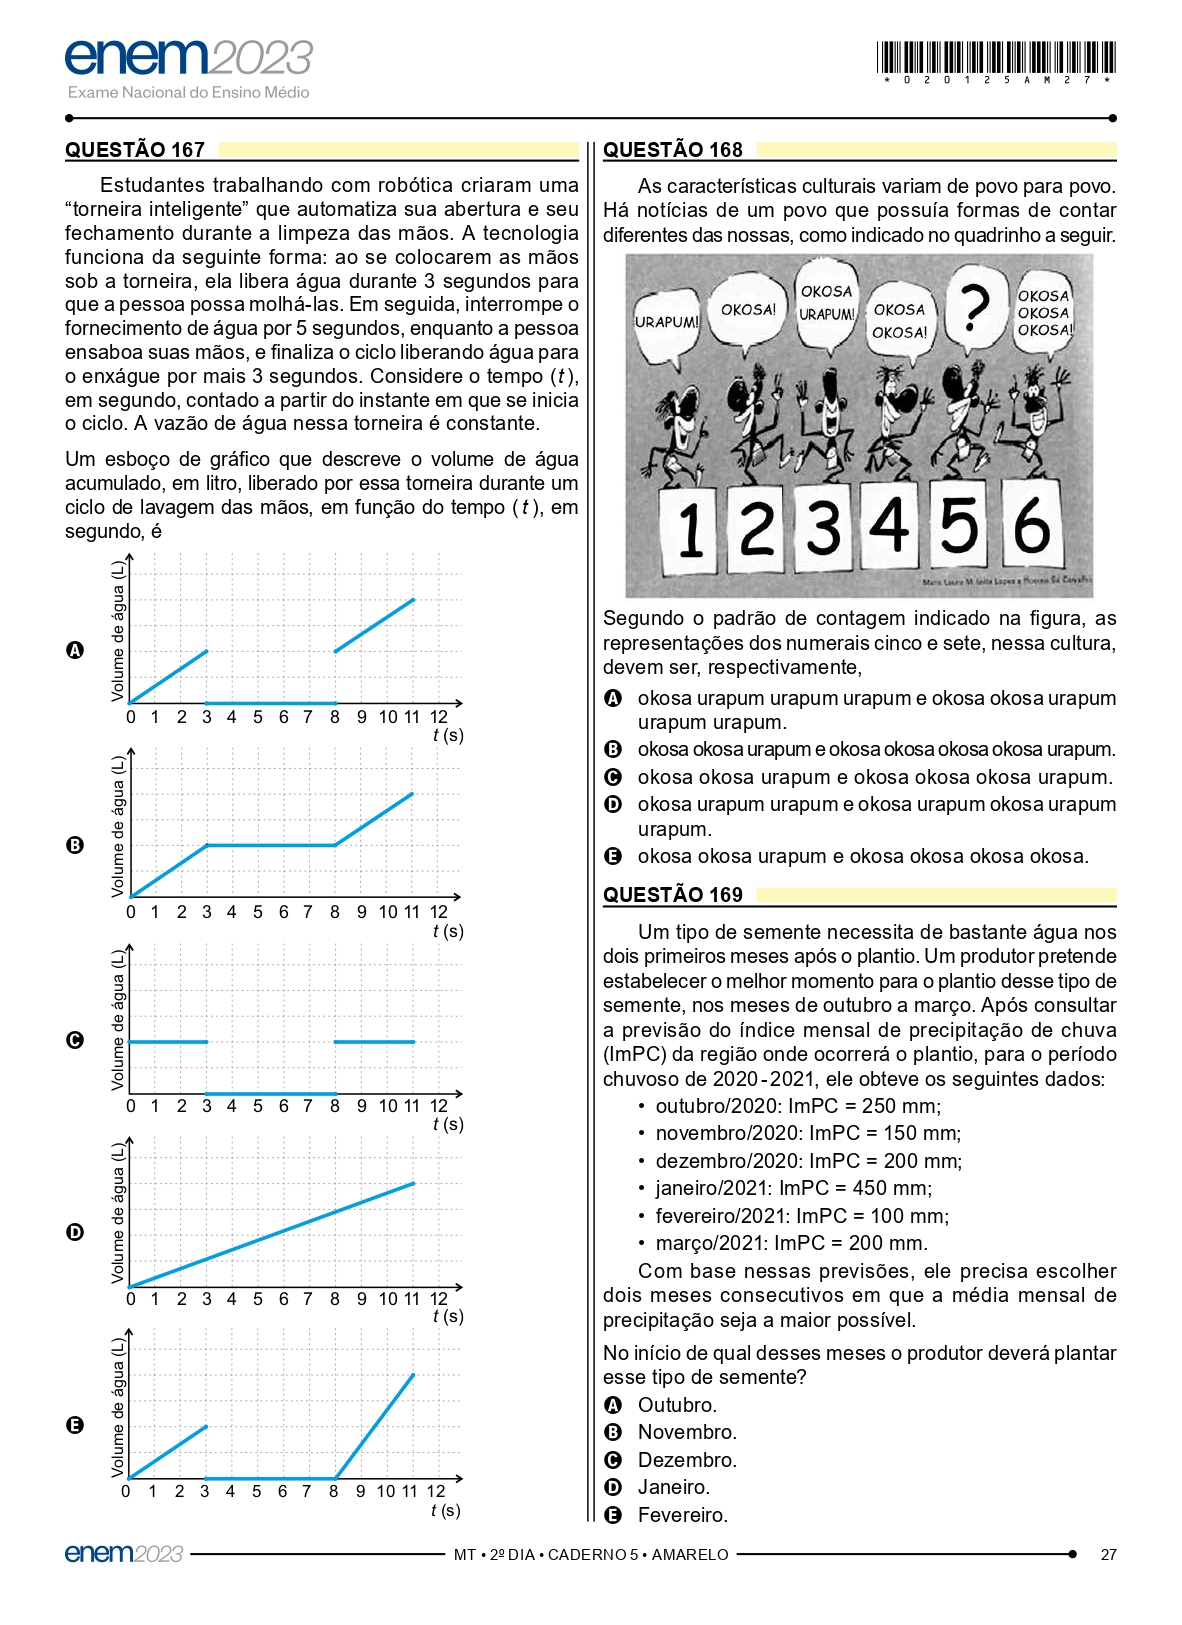 enem2023
Exame Nacional do Ensino Médio
*020125AM27*
QUESTÃO 167
Estudantes trabalhando com robótica criaram uma
“torneira inteligente” que automatiza sua abertura e seu
fechamento durante a limpeza das mãos. A tecnologia
funciona da seguinte forma: ao se colocarem as mãos
sob a torneira, ela libera água durante 3 segundos para
que a pessoa possa molhá-las. Em seguida, interrompe o
fornecimento de água por 5 segundos, enquanto a pessoa
ensaboa suas mãos, e finaliza o ciclo liberando água para
o enxágue por mais 3 segundos. Considere o tempo (t),
em segundo, contado a partir do instante em que se inicia
o ciclo. A vazão de água nessa torneira é constante.
Um esboço de gráfico que descreve o volume de água
acumulado, em litro, liberado por essa torneira durante um
ciclo de lavagem das mãos, em função do tempo (t), em
segundo, é
A
Volume de água (L)
0 1 2 3 4 5 6 7 8 9 10 11 12
t (s)
B
Volume de água (L)
0 1 2 3 4 5 6 7 8 9 10 11 12
t (s)
C
Volume de água (L)
0 1 2 3 4 5 6 7 8 9 10 11 12
t (s)
D
Volume de água (L)
0 1 2 3 4 5 6 7 8 9 10 11 12
t (s)
E
Volume de água (L)
0 1 2 3 4 5 6 7 8 9 10 11 12
t (s)
QUESTÃO 168
As características culturais variam de povo para povo.
Há notícias de um povo que possuía formas de contar
diferentes das nossas, como indicado no quadrinho a seguir.
URAPUM!
OKOSA!
OKOSA
URAPUM!
OKOSA
OKOSA!
?
OKOSA
OKOSA
OKOSA!
1 2 3 4 5 6
Maria Laura M. Leite Lopes e
Segundo o padrão de contagem indicado na figura, as
representações dos numerais cinco e sete, nessa cultura,
devem ser, respectivamente,
A okosa urapum urapum urapum e okosa okosa urapum
urapum urapum.
B okosa okosa urapum e okosa okosa okosa okosa urapum.
C okosa okosa urapum e okosa okosa okosa urapum.
D okosa urapum urapum e okosa urapum okosa urapum
urapum.
E okosa okosa urapum e okosa okosa okosa okosa.
QUESTÃO 169
Um tipo de semente necessita de bastante água nos
dois primeiros meses após o plantio. Um produtor pretende
estabelecer o melhor momento para o plantio desse tipo de
semente, nos meses de outubro a março. Após consultar
a previsão do índice mensal de precipitação de chuva
(ImPC) da região onde ocorrerá o plantio, para o período
chuvoso de 2020-2021, ele obteve os seguintes dados:
• outubro/2020: ImPC = 250 mm;
• novembro/2020: ImPC = 150 mm;
• dezembro/2020: ImPC = 200 mm;
• janeiro/2021: ImPC = 450 mm;
• fevereiro/2021: ImPC = 100 mm;
• março/2021: ImPC = 200 mm.
Com base nessas previsões, ele precisa escolher
dois meses consecutivos em que a média mensal de
precipitação seja a maior possível.
No início de qual desses meses o produtor deverá plantar
esse tipo de semente?
A Outubro.
B Novembro.
C Dezembro.
D Janeiro.
E Fevereiro.
enem2023
MT • 2º DIA • CADERNO 5 • AMARELO
27